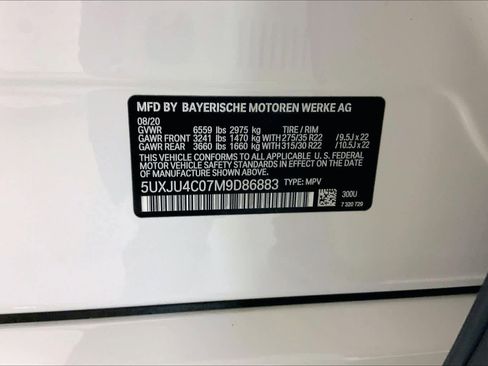 MFD BY BAYERISCHE MOTOREN WERKE AG
08/20
GVWR 6559 lbs 2975 kg TIRE / RIM
GAWR FRONT 3241 lbs 1470 kg 275/35 R22 / 9.5J x 22
GAWR REAR 3660 lbs 1660 kg 315/30 R22 / 10.5J x 22
THIS VEHICLE CONFORMS TO ALL APPLICABLE U. S. FEDERAL
MOTOR VEHICLE SAFETY STANDARDS IN EFFECT ON THE DATE
OF MANUFACTURE SHOWN ABOVE.
5UXJU4C07M9D86883 TYPE: MPV
300U
7 320 729